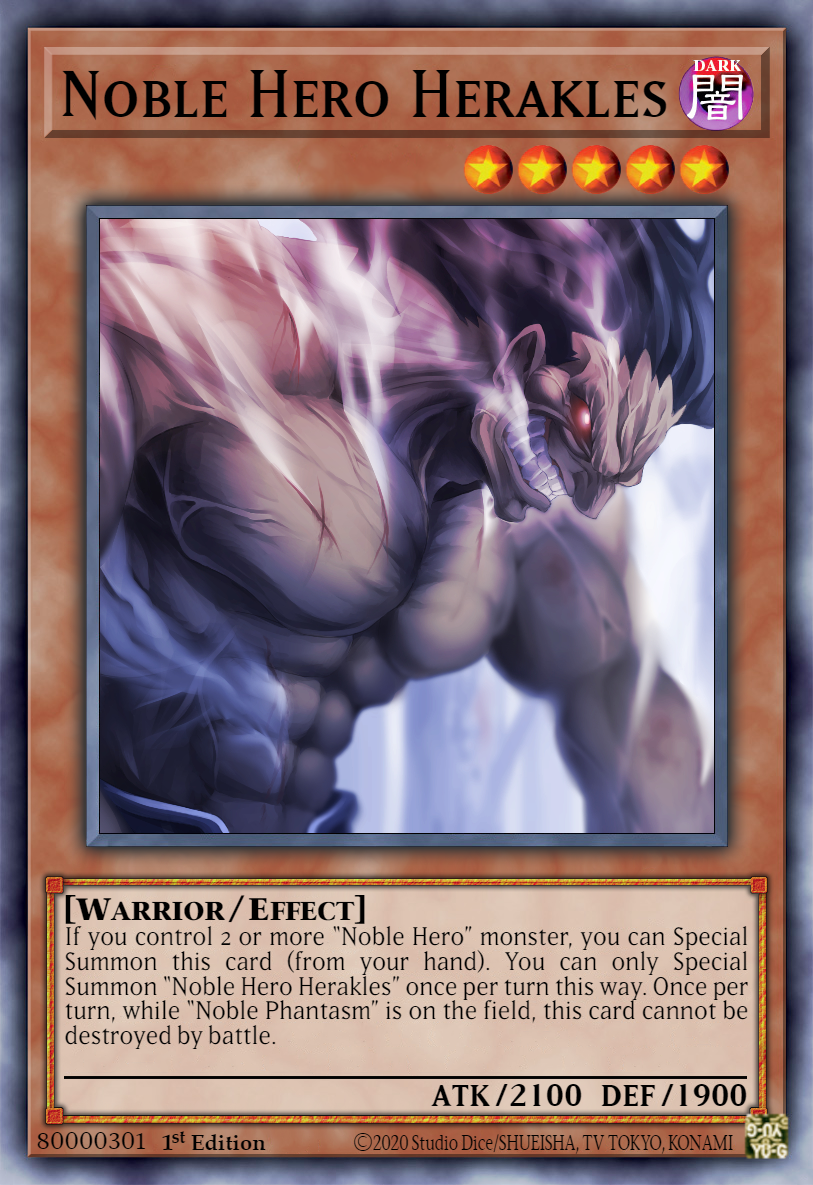 Noble Hero Herakles
DARK
闇
[Warrior/Effect]
If you control 2 or more “Noble Hero” monster, you can Special
Summon this card (from your hand). You can only Special
Summon “Noble Hero Herakles” once per turn this way. Once per
turn, while “Noble Phantasm” is on the field, this card cannot be
destroyed by battle.
ATK/2100 DEF/1900
80000301 1st Edition ©2020 Studio Dice/SHUEISHA, TV TOKYO, KONAMI